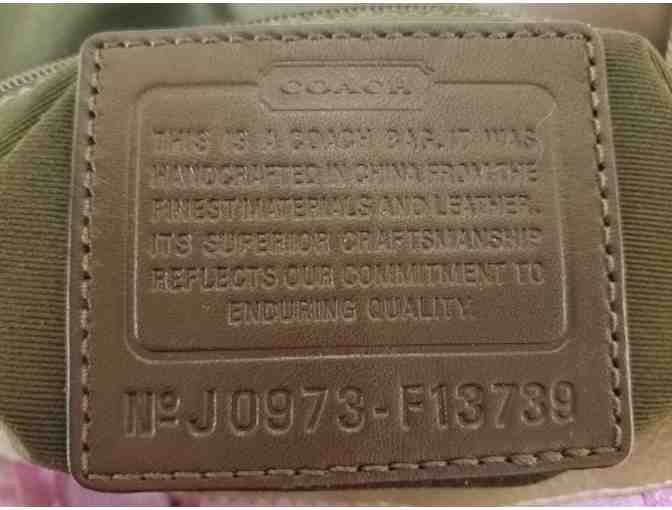 COACH
THIS IS A COACH BAG. IT WAS
HANDCRAFTED IN CHINA FROM THE
FINEST MATERIALS AND LEATHER.
ITS SUPERIOR CRAFTSMANSHIP
REFLECTS OUR COMMITMENT TO
ENDURING QUALITY.
Nº J0973-F13739